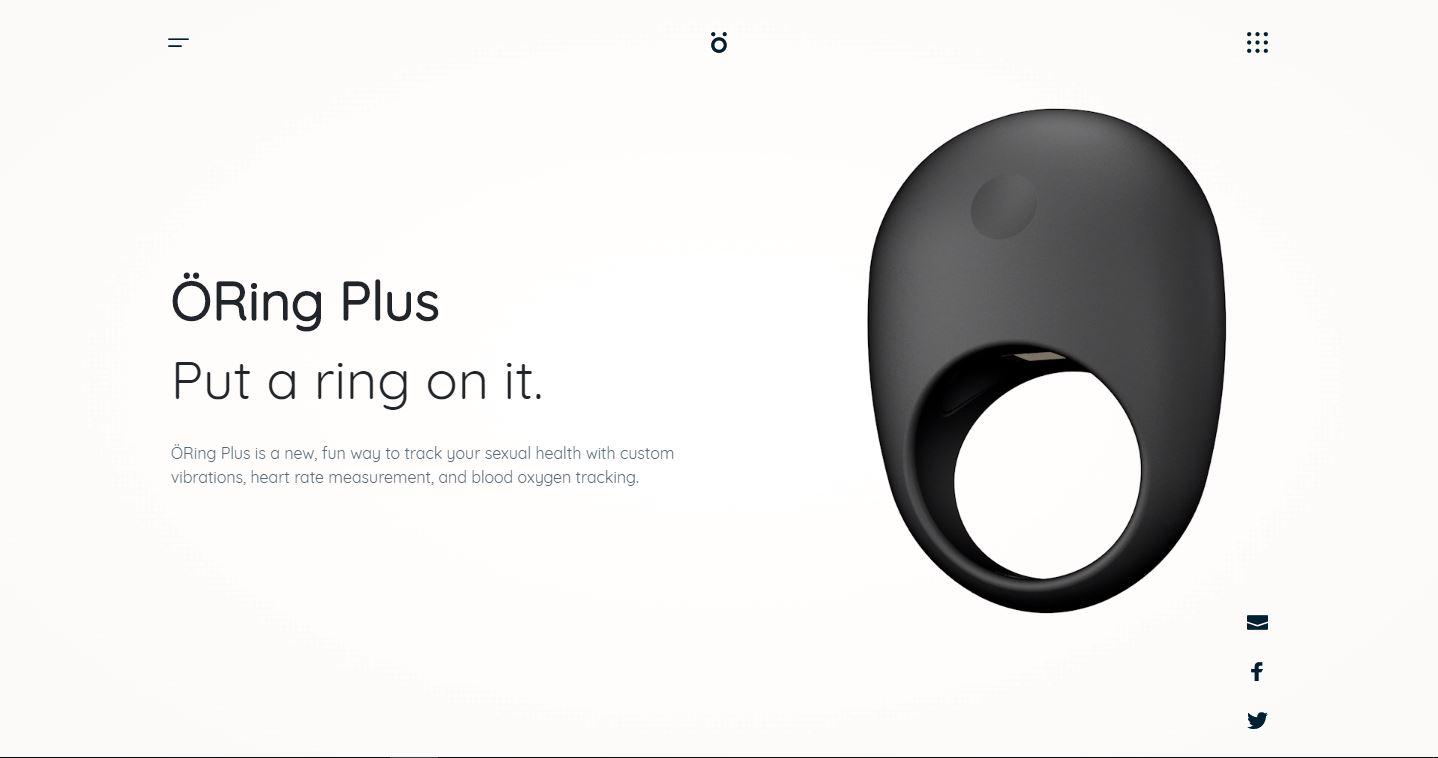 ö
ÖRing Plus
Put a ring on it.
ÖRing Plus is a new, fun way to track your sexual health with custom
vibrations, heart rate measurement, and blood oxygen tracking.